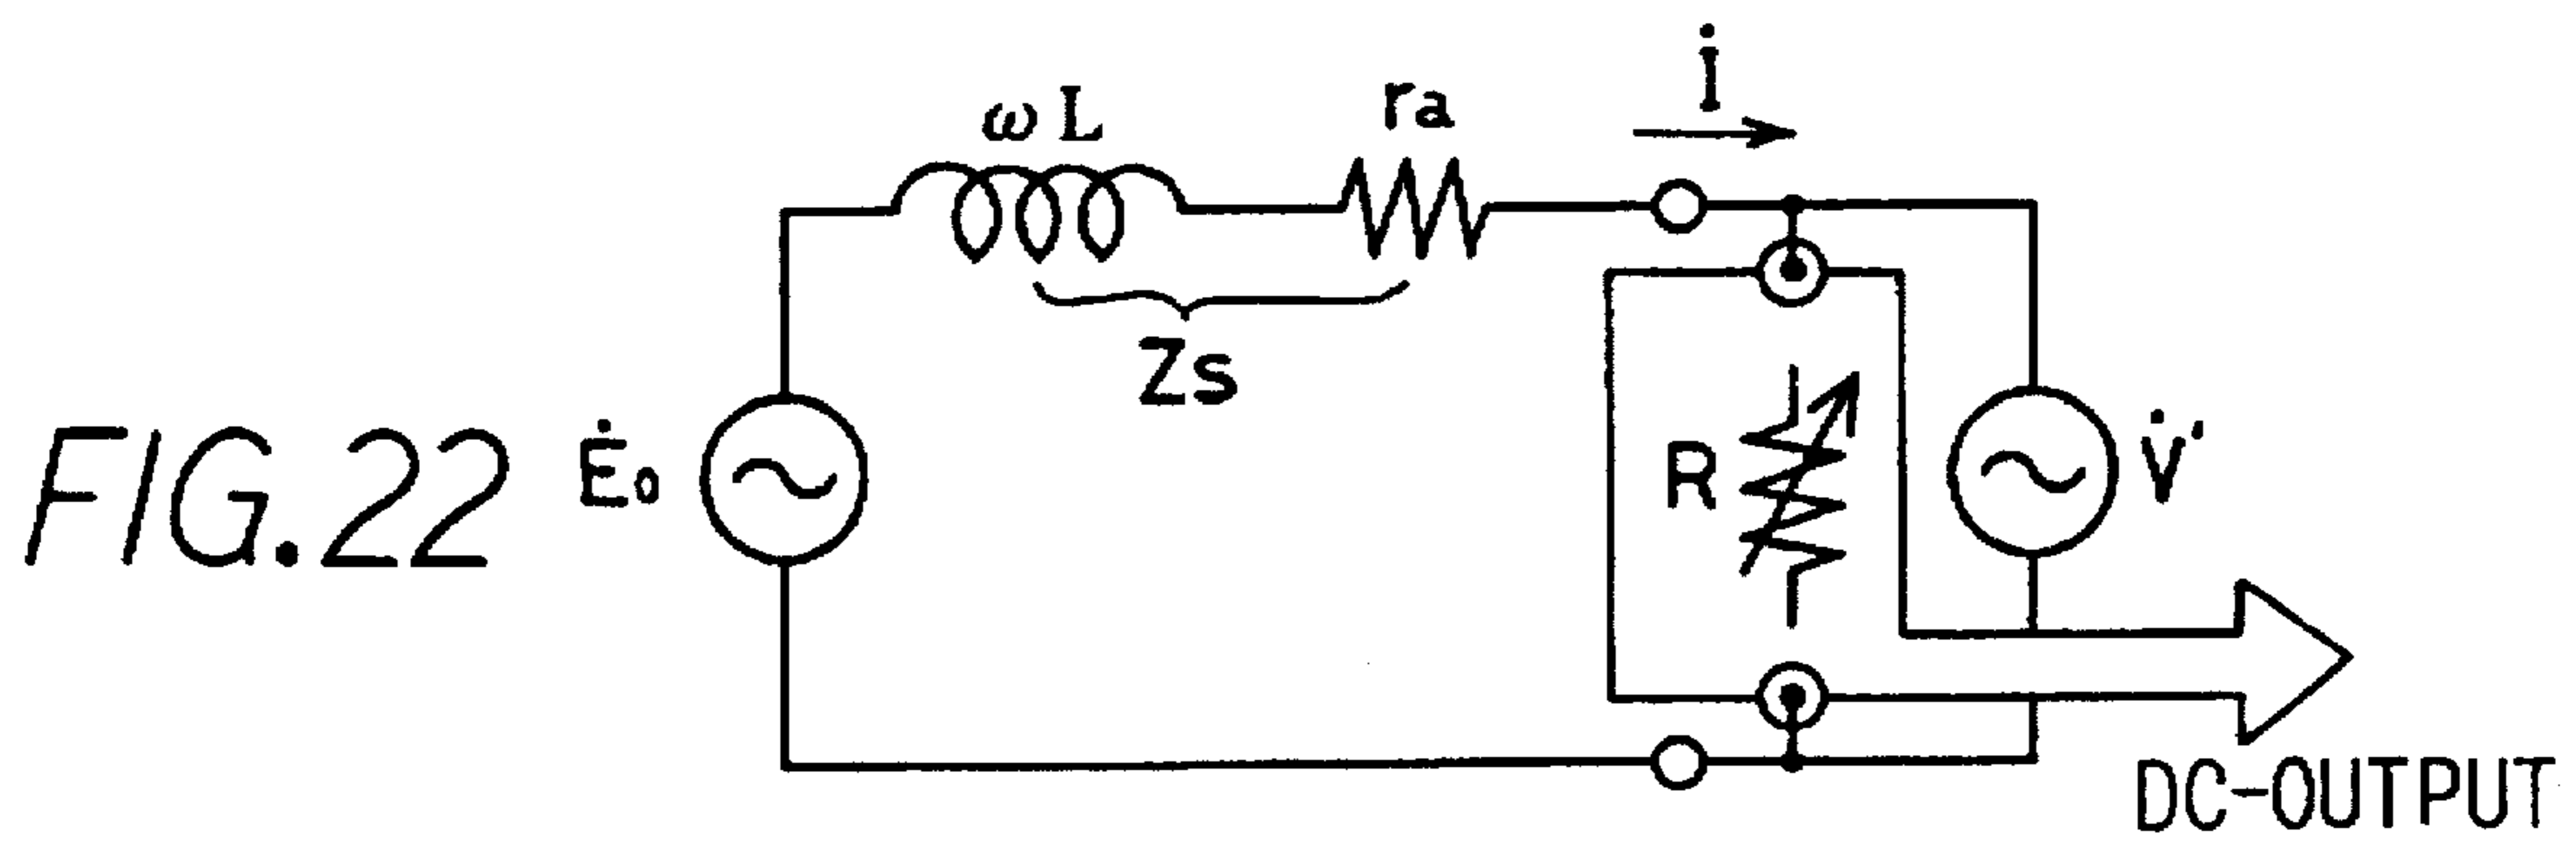 i̇
ωL
ra
Zs
FIG.22
Ė₀
R
V̇'
DC-OUTPUT